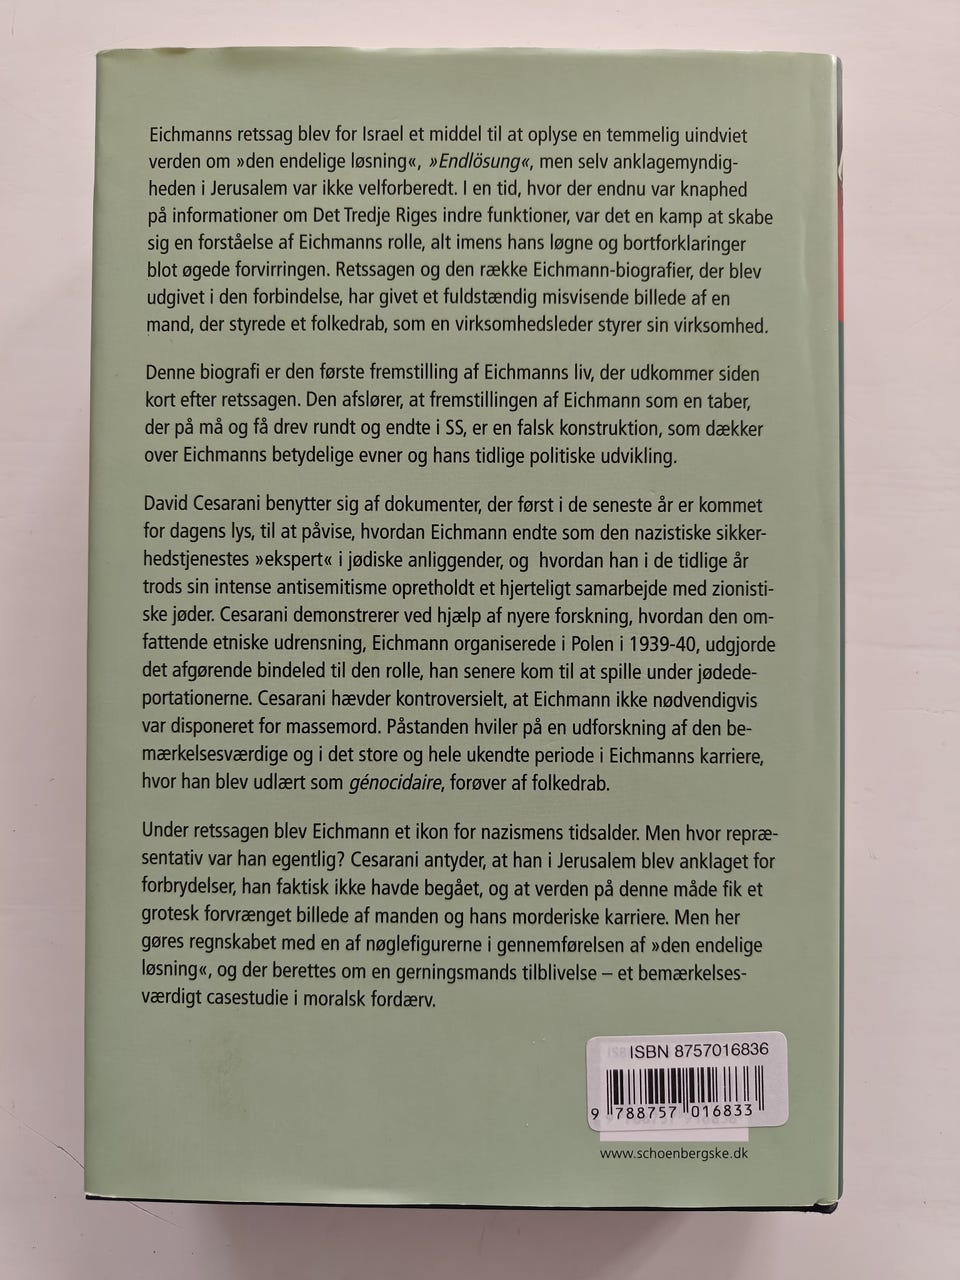 Eichmanns retssag blev for Israel et middel til at oplyse en temmelig uindviet
verden om »den endelige løsning«, »Endlösung«, men selv anklagemyndig-
heden i Jerusalem var ikke velforberedt. I en tid, hvor der endnu var knaphed
på informationer om Det Tredje Riges indre funktioner, var det en kamp at skabe
sig en forståelse af Eichmanns rolle, alt imens hans løgne og bortforklaringer
blot øgede forvirringen. Retssagen og den række Eichmann-biografier, der blev
udgivet i den forbindelse, har givet et fuldstændig misvisende billede af en
mand, der styrede et folkedrab, som en virksomhedsleder styrer sin virksomhed.
Denne biografi er den første fremstilling af Eichmanns liv, der udkommer siden
kort efter retssagen. Den afslører, at fremstillingen af Eichmann som en taber,
der på må og få drev rundt og endte i SS, er en falsk konstruktion, som dækker
over Eichmanns betydelige evner og hans tidlige politiske udvikling.
David Cesarani benytter sig af dokumenter, der først i de seneste år er kommet
for dagens lys, til at påvise, hvordan Eichmann endte som den nazistiske sikker-
hedstjenestes »ekspert« i jødiske anliggender, og hvordan han i de tidlige år
trods sin intense antisemitisme opretholdt et hjerteligt samarbejde med zionisti-
ske jøder. Cesarani demonstrerer ved hjælp af nyere forskning, hvordan den om-
fattende etniske udrensning, Eichmann organiserede i Polen i 1939-40, udgjorde
det afgørende bindeled til den rolle, han senere kom til at spille under jødede-
portationerne. Cesarani hævder kontroversielt, at Eichmann ikke nødvendigvis
var disponeret for massemord. Påstanden hviler på en udforskning af den be-
mærkelsesværdige og i det store og hele ukendte periode i Eichmanns karriere,
hvor han blev udlært som génocidaire, forøver af folkedrab.
Under retssagen blev Eichmann et ikon for nazismens tidsalder. Men hvor repræ-
sentativ var han egentlig? Cesarani antyder, at han i Jerusalem blev anklaget for
forbrydelser, han faktisk ikke havde begået, og at verden på denne måde fik et
grotesk forvrænget billede af manden og hans morderiske karriere. Men her
gøres regnskabet med en af nøglefigurerne i gennemførelsen af »den endelige
løsning«, og der berettes om en gerningsmands tilblivelse – et bemærkelses-
værdigt casestudie i moralsk fordærv.
ISBN 8757016836
9 788757 016833
www.schoenbergske.dk